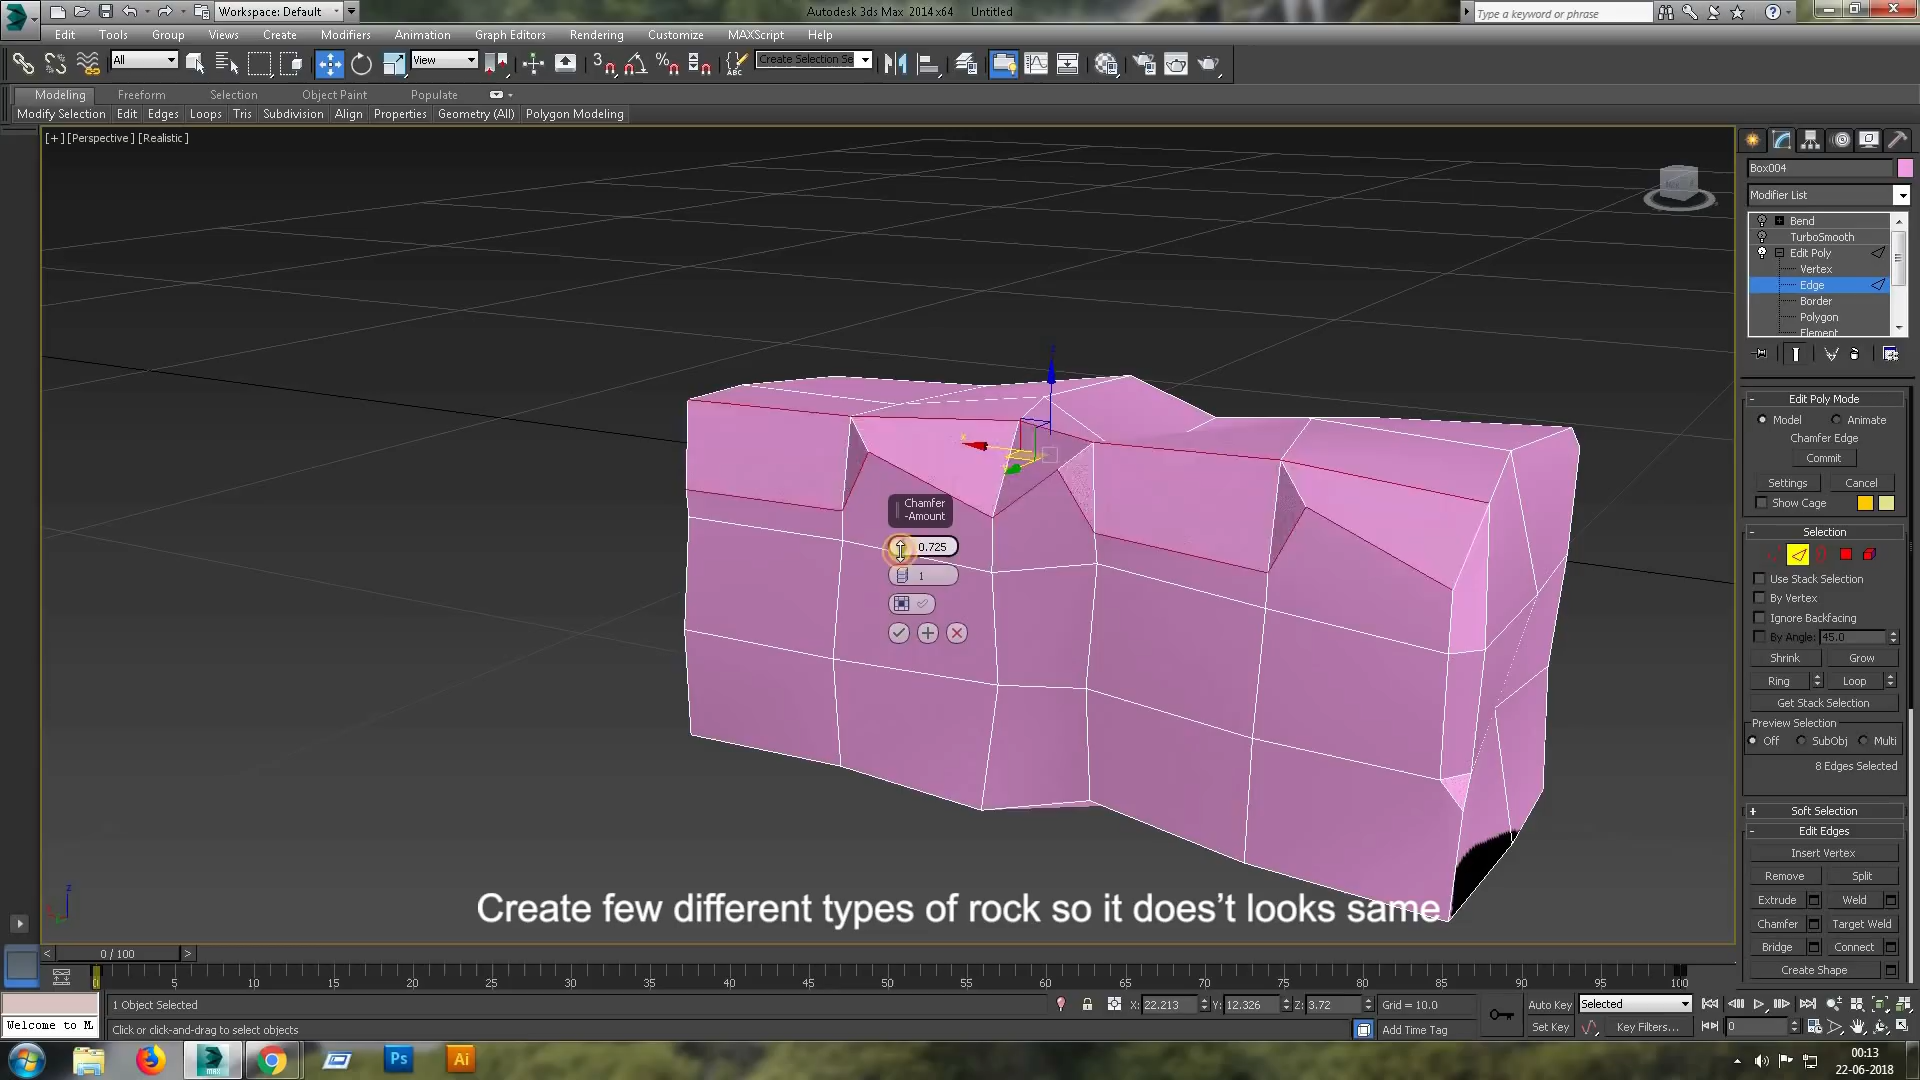 Workspace: Default
Autodesk 3ds Max 2014 x64 Untitled
Type a keyword or phrase
Edit Tools Group Views Create Modifiers Animation Graph Editors Rendering Customize MAXScript Help
All
View
3
Create Selection Se
Modeling Freeform Selection Object Paint Populate
Modify Selection Edit Edges Loops Tris Subdivision Align Properties Geometry (All) Polygon Modeling
[+] [Perspective] [Realistic]
Box004
Modifier List
Bend
TurboSmooth
Edit Poly
Vertex
Edge
Border
Polygon
Element
z
x
Chamfer
-Amount
0.725
1
- Edit Poly Mode
Model Animate
Chamfer Edge
Commit
Settings Cancel
Show Cage
- Selection
Use Stack Selection
By Vertex
Ignore Backfacing
By Angle: 45.0
Shrink Grow
Ring Loop
Get Stack Selection
Preview Selection
Off SubObj Multi
8 Edges Selected
+ Soft Selection
- Edit Edges
Insert Vertex
Remove Split
Extrude Weld
Chamfer Target Weld
Bridge Connect
Create Shape
Create few different types of rock so it does't looks same
z
< 0 / 100 >
0 5 10 15 20 25 30 35 40 45 50 55 60 65 70 75 80 85 90 95 100
1 Object Selected
X: 22.213 Y: 12.326 Z: 3.72 Grid = 10.0
Auto Key Selected
Welcome to M
Click or click-and-drag to select objects
Add Time Tag
Set Key Key Filters...
0
MAX
Ps
Ai
00:13
22-06-2018